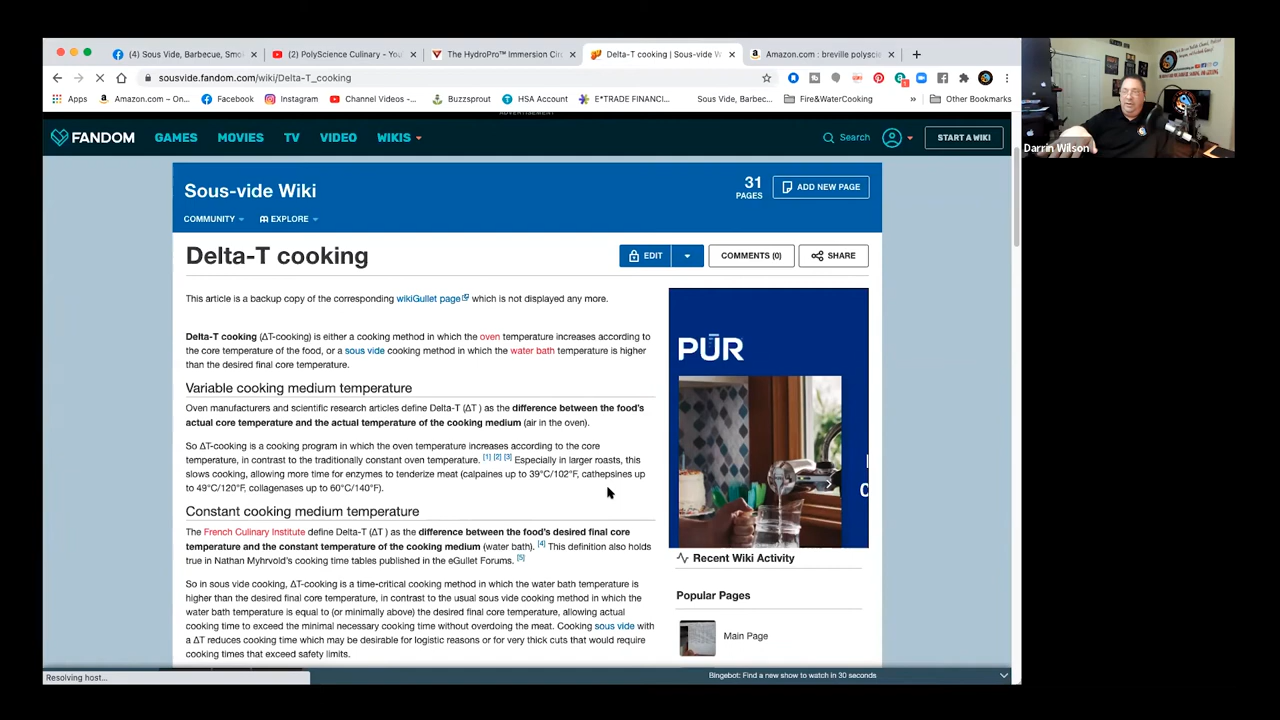 (4) Sous Vide, Barbecue, Smo
(2) PolyScience Culinary - You
The HydroPro™ Immersion Circ
Delta-T cooking | Sous-vide W
Amazon.com : breville polyscie
sousvide.fandom.com/wiki/Delta-T_cooking
Apps
Amazon.com – On...
Facebook
Instagram
Channel Videos -...
Buzzsprout
HSA Account
E*TRADE FINANCI...
Sous Vide, Barbec...
Fire&WaterCooking
Other Bookmarks
Darrin Wilson
ADVERTISEMENT
FANDOM
GAMES
MOVIES
TV
VIDEO
WIKIS
Search
START A WIKI
Sous-vide Wiki
31
PAGES
ADD NEW PAGE
COMMUNITY
EXPLORE
Delta-T cooking
EDIT
COMMENTS (0)
SHARE
This article is a backup copy of the corresponding wikiGullet page which is not displayed any more.
Delta-T cooking (ΔT-cooking) is either a cooking method in which the oven temperature increases according to
the core temperature of the food, or a sous vide cooking method in which the water bath temperature is higher
than the desired final core temperature.
Variable cooking medium temperature
Oven manufacturers and scientific research articles define Delta-T (ΔT ) as the difference between the food's
actual core temperature and the actual temperature of the cooking medium (air in the oven).
So ΔT-cooking is a cooking program in which the oven temperature increases according to the core
temperature, in contrast to the traditionally constant oven temperature. [1] [2] [3] Especially in larger roasts, this
slows cooking, allowing more time for enzymes to tenderize meat (calpaines up to 39°C/102°F, cathepsines up
to 49°C/120°F, collagenases up to 60°C/140°F).
Constant cooking medium temperature
The French Culinary Institute define Delta-T (ΔT ) as the difference between the food's desired final core
temperature and the constant temperature of the cooking medium (water bath). [4] This definition also holds
true in Nathan Myhrvold's cooking time tables published in the eGullet Forums. [5]
So in sous vide cooking, ΔT-cooking is a time-critical cooking method in which the water bath temperature is
higher than the desired final core temperature, in contrast to the usual sous vide cooking method in which the
water bath temperature is equal to (or minimally above) the desired final core temperature, allowing actual
cooking time to exceed the minimal necessary cooking time without overdoing the meat. Cooking sous vide with
a ΔT reduces cooking time which may be desirable for logistic reasons or for very thick cuts that would require
cooking times that exceed safety limits.
PŪR
Recent Wiki Activity
Popular Pages
Main Page
Resolving host...
Bingebot: Find a new show to watch in 30 seconds